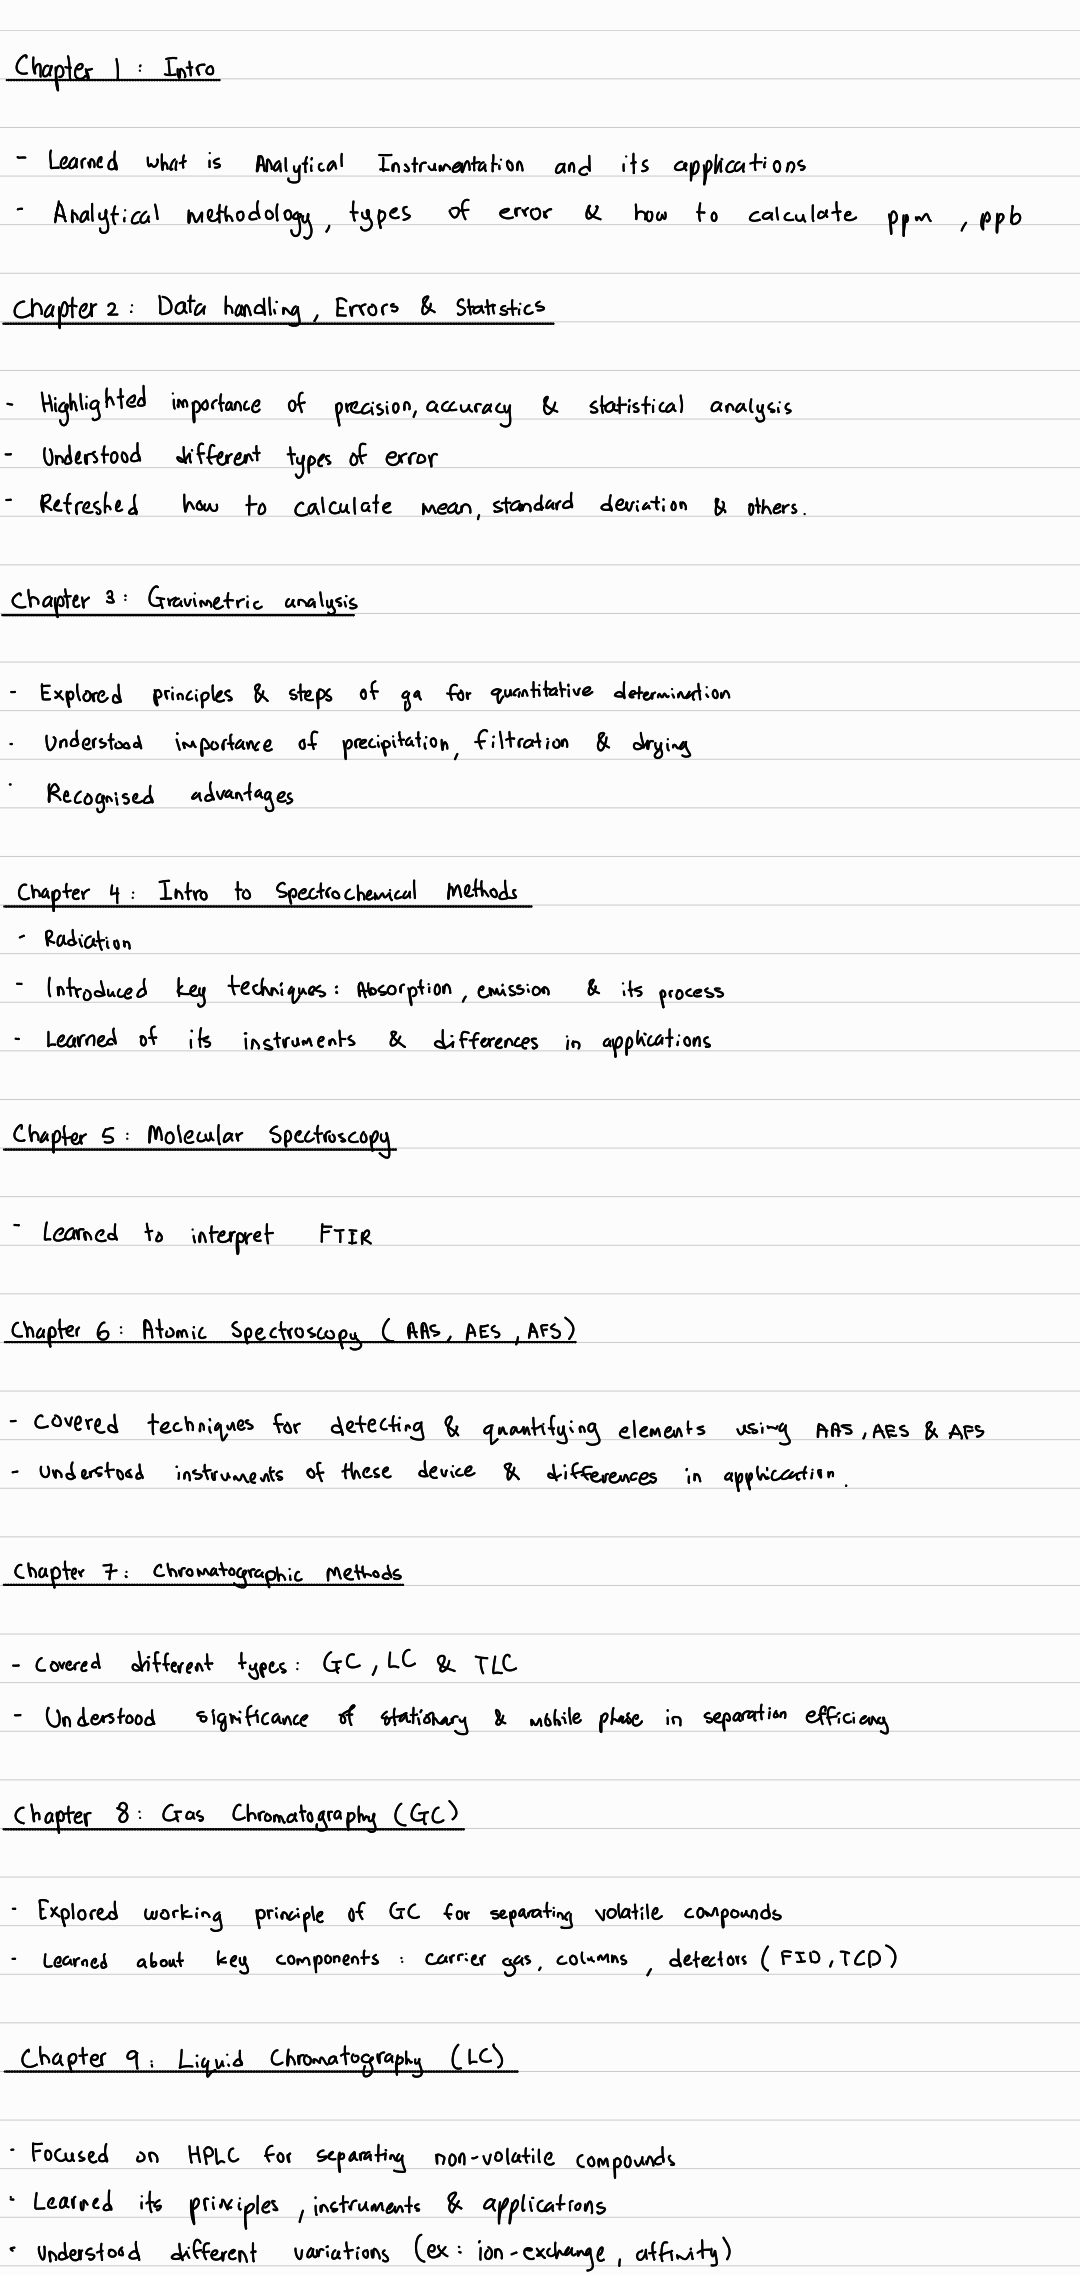 Chapter 1 : Intro
- Learned what is Analytical Instrumentation and its applications
- Analytical methodology, types of error & how to calculate ppm , ppb
Chapter 2 : Data handling, Errors & Statistics
- Highlighted importance of precision, accuracy & statistical analysis
- Understood different types of error
- Refreshed how to calculate mean, standard deviation & others.
Chapter 3 : Gravimetric analysis
- Explored principles & steps of ga for quantitative determination
- Understood importance of precipitation, filtration & drying
- Recognised advantages
Chapter 4 : Intro to Spectrochemical Methods
- Radiation
- Introduced key techniques : Absorption, emission & its process
- Learned of its instruments & differences in applications
Chapter 5 : Molecular Spectroscopy
- Learned to interpret FTIR
Chapter 6 : Atomic Spectroscopy ( AAS, AES , AFS)
- Covered techniques for detecting & quantifying elements using AAS, AES & AFS
- Understood instruments of these device & differences in application.
Chapter 7 : Chromatographic Methods
- Covered different types : GC , LC & TLC
- Understood significance of stationary & mobile phase in separation efficiency
Chapter 8 : Gas Chromatography (GC)
- Explored working principle of GC for separating volatile compounds
- Learned about key components : carrier gas, columns , detectors ( FID, TCD)
Chapter 9 : Liquid Chromatography (LC)
- Focused on HPLC for separating non-volatile compounds
- Learned its principles , instruments & applications
- Understood different variations (ex : ion-exchange, affinity)